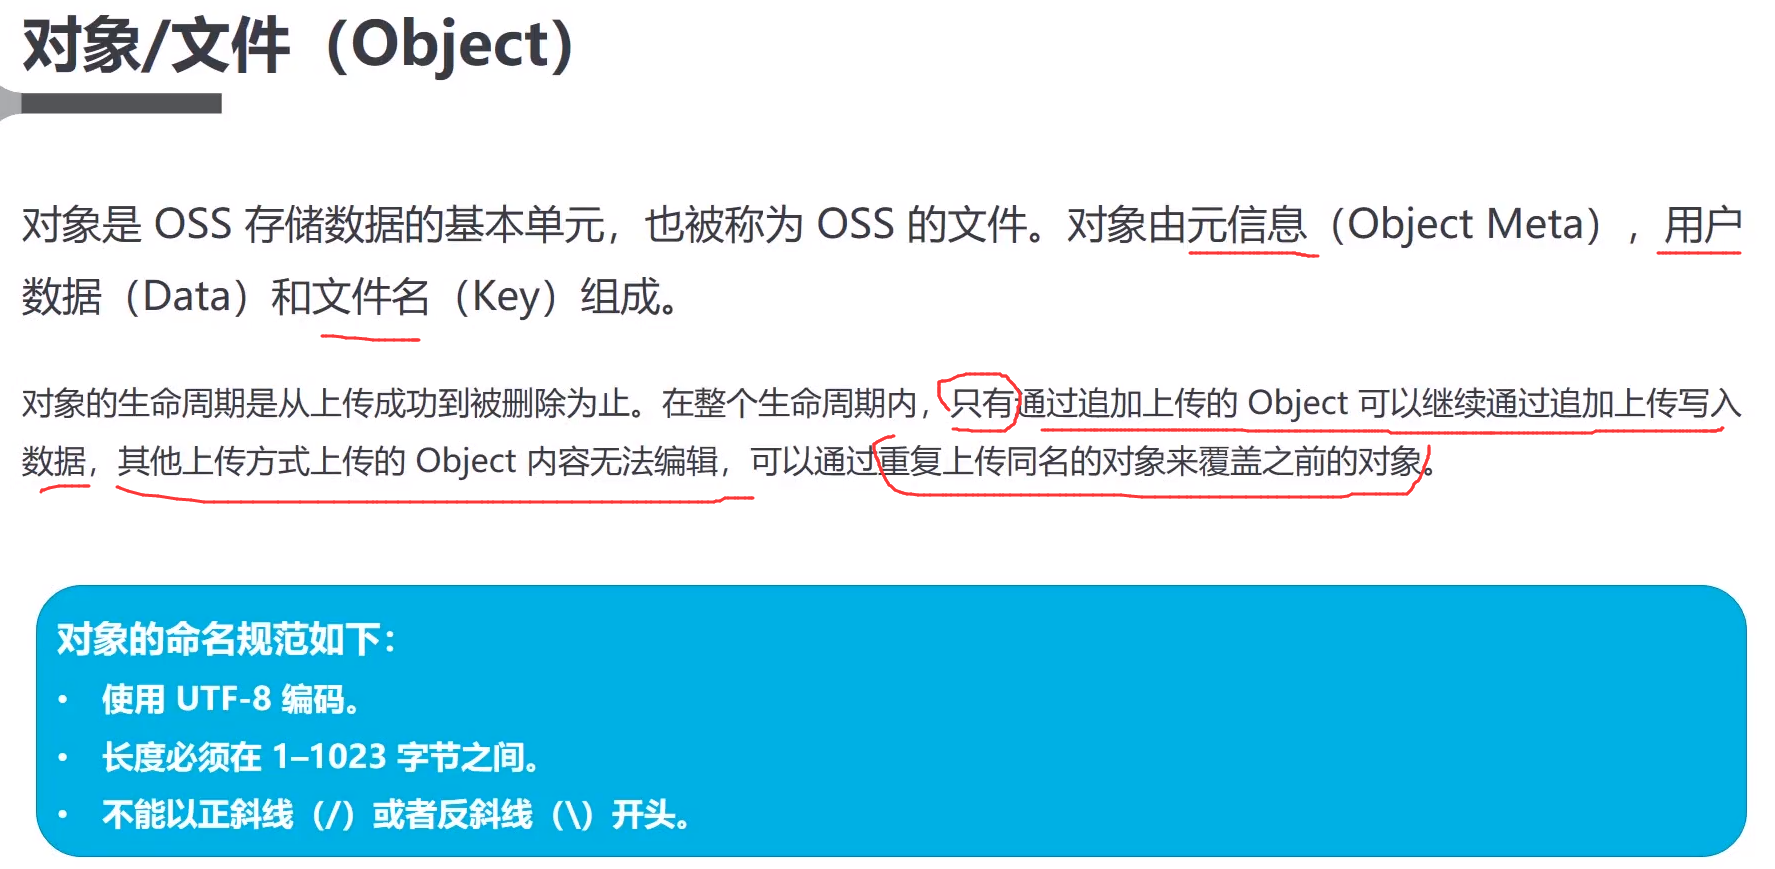 对象/文件（Object）
对象是 OSS 存储数据的基本单元，也被称为 OSS 的文件。对象由元信息（Object Meta），用户
数据（Data）和文件名（Key）组成。
对象的生命周期是从上传成功到被删除为止。在整个生命周期内，只有通过追加上传的 Object 可以继续通过追加上传写入
数据，其他上传方式上传的 Object 内容无法编辑，可以通过重复上传同名的对象来覆盖之前的对象。
对象的命名规范如下：
• 使用 UTF-8 编码。
• 长度必须在 1–1023 字节之间。
• 不能以正斜线（/）或者反斜线（\）开头。